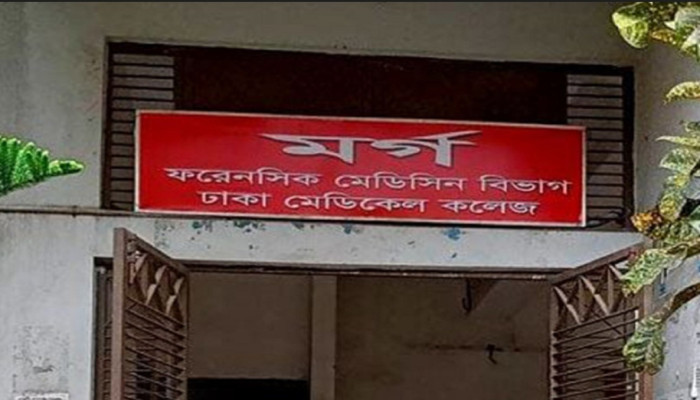 মর্গ
ফরেনসিক মেডিসিন বিভাগ
ঢাকা মেডিকেল কলেজ